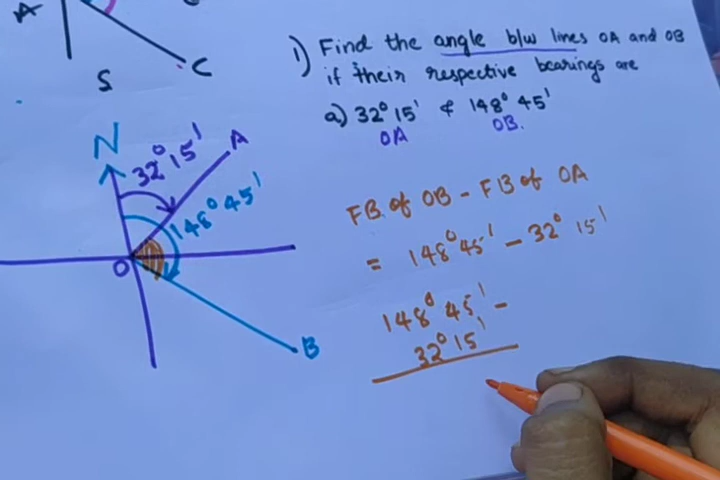 A
S
C
1) Find the angle b/w lines OA and OB
if their respective bearings are
a) 32° 15' & 148° 45'
OA OB.
N
32° 15'
A
148° 45'
O
B
FB of OB - FB of OA
= 148° 45' - 32° 15'
148° 45' -
32° 15'